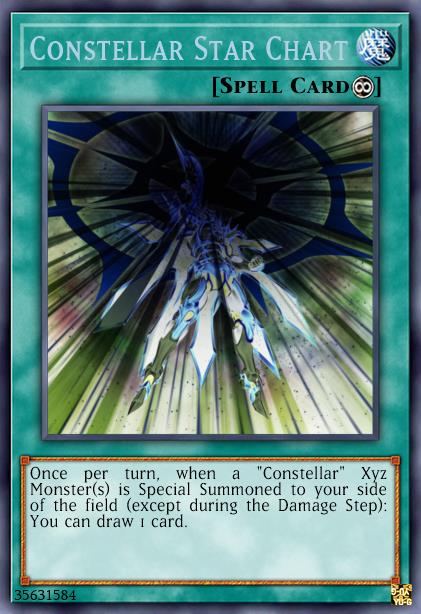 Constellar Star Chart
魔
[Spell Card]
Once per turn, when a "Constellar" Xyz
Monster(s) is Special Summoned to your side
of the field (except during the Damage Step):
You can draw 1 card.
35631584